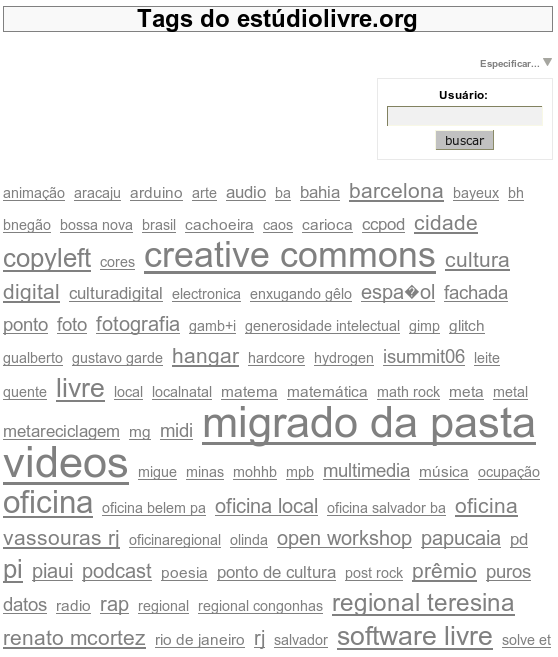 Tags do estúdiolivre.org
Especificar...
Usuário:
buscar
animação aracaju arduino arte audio ba bahia barcelona bayeux bh
bnegão bossa nova brasil cachoeira caos carioca ccpod cidade
copyleft cores creative commons cultura
digital culturadigital electronica enxugando gêlo espa�ol fachada
ponto foto fotografia gamb+i generosidade intelectual gimp glitch
gualberto gustavo garde hangar hardcore hydrogen isummit06 leite
quente livre local localnatal matema matemática math rock meta metal
metareciclagem mg midi migrado da pasta
videos migue minas mohhb mpb multimedia música ocupação
oficina oficina belem pa oficina local oficina salvador ba oficina
vassouras rj oficinaregional olinda open workshop papucaia pd
pi piaui podcast poesia ponto de cultura post rock prêmio puros
datos radio rap regional regional congonhas regional teresina
renato mcortez rio de janeiro rj salvador software livre solve et